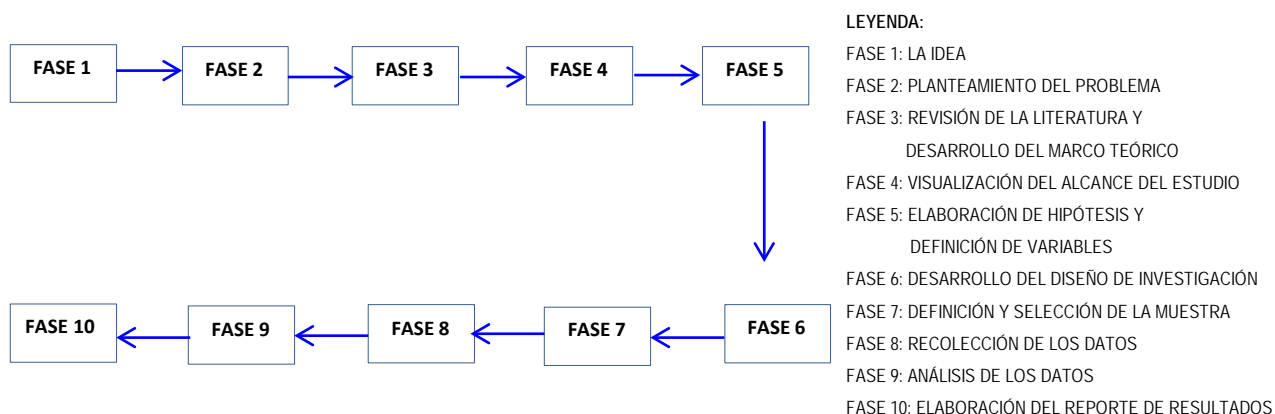 FASE 1
FASE 2
FASE 3
FASE 4
FASE 5
FASE 10
FASE 9
FASE 8
FASE 7
FASE 6
LEYENDA:
FASE 1: LA IDEA
FASE 2: PLANTEAMIENTO DEL PROBLEMA
FASE 3: REVISIÓN DE LA LITERATURA Y
DESARROLLO DEL MARCO TEÓRICO
FASE 4: VISUALIZACIÓN DEL ALCANCE DEL ESTUDIO
FASE 5: ELABORACIÓN DE HIPÓTESIS Y
DEFINICIÓN DE VARIABLES
FASE 6: DESARROLLO DEL DISEÑO DE INVESTIGACIÓN
FASE 7: DEFINICIÓN Y SELECCIÓN DE LA MUESTRA
FASE 8: RECOLECCIÓN DE LOS DATOS
FASE 9: ANÁLISIS DE LOS DATOS
FASE 10: ELABORACIÓN DEL REPORTE DE RESULTADOS